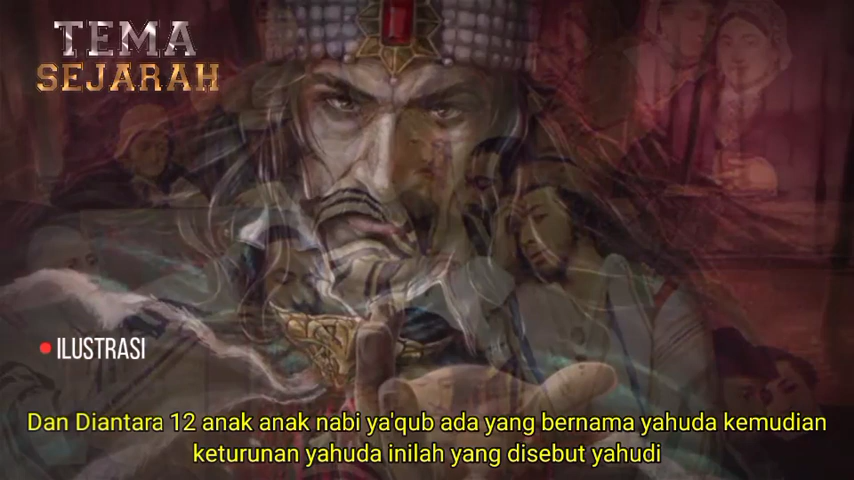 TEMA
SEJARAH
ILUSTRASI
Dan Diantara 12 anak anak nabi ya'qub ada yang bernama yahuda kemudian
keturunan yahuda inilah yang disebut yahudi